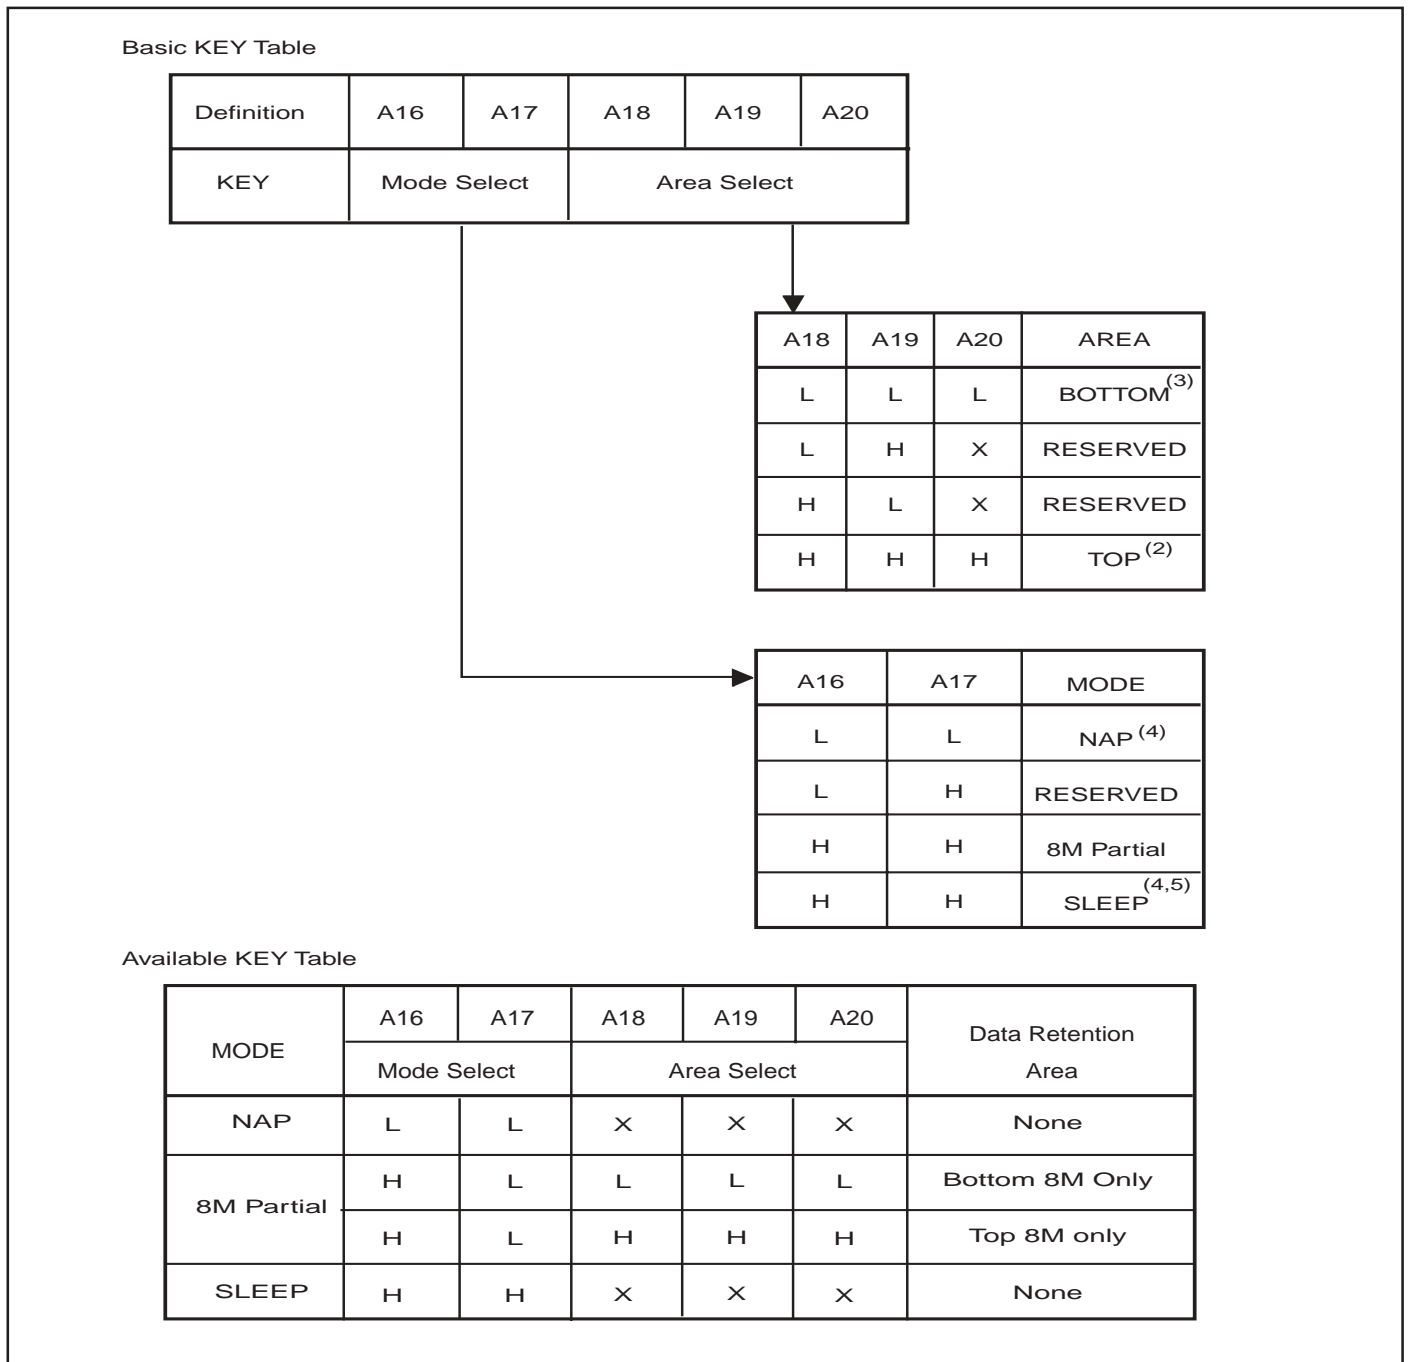 Basic KEY Table
Definition A16 A17 A18 A19 A20
KEY Mode Select Area Select
A18 A19 A20 AREA
L L L BOTTOM(3)
L H X RESERVED
H L X RESERVED
H H H TOP(2)
A16 A17 MODE
L L NAP(4)
L H RESERVED
H H 8M Partial
H H SLEEP(4,5)
Available KEY Table
MODE A16 A17 A18 A19 A20 Data Retention
Mode Select Area Select Area
NAP L L X X X None
8M Partial H L L L L Bottom 8M Only
H L H H H Top 8M only
SLEEP H H X X X None